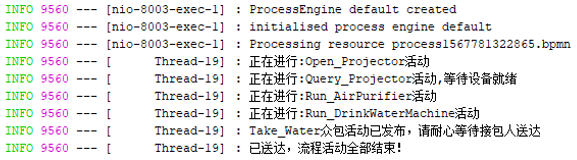 INFO 9560 --- [nio-8003-exec-1] : ProcessEngine default created
INFO 9560 --- [nio-8003-exec-1] : initialised process engine default
INFO 9560 --- [nio-8003-exec-1] : Processing resource process1567781322865.bpmn
INFO 9560 --- [      Thread-19] : 正在进行:Open_Projector活动
INFO 9560 --- [      Thread-19] : 正在进行:Query_Projector活动,等待设备就绪
INFO 9560 --- [      Thread-19] : 正在进行:Run_AirPurifier活动
INFO 9560 --- [      Thread-19] : 正在进行:Run_DrinkWaterMachine活动
INFO 9560 --- [      Thread-19] : Take_Water众包活动已发布，请耐心等待接包人送达
INFO 9560 --- [      Thread-19] : 已送达，流程活动全部结束!